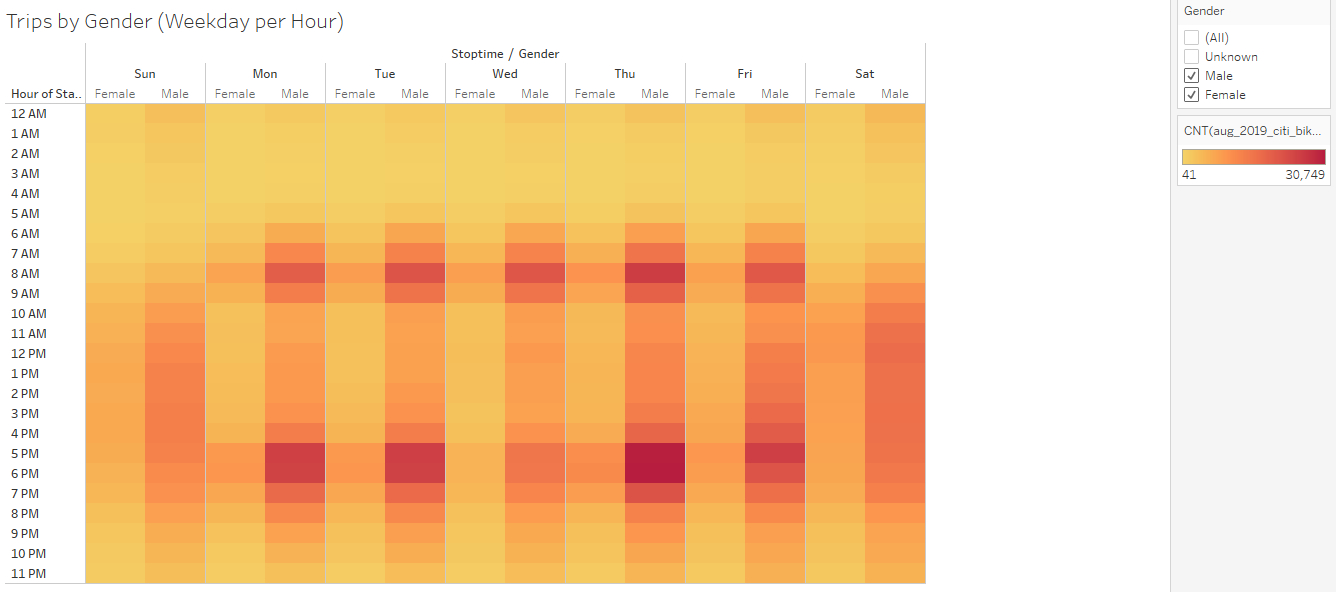 Trips by Gender (Weekday per Hour)
Stoptime / Gender
Sun Mon Tue Wed Thu Fri Sat
Hour of Sta.. Female Male Female Male Female Male Female Male Female Male Female Male Female Male
12 AM
1 AM
2 AM
3 AM
4 AM
5 AM
6 AM
7 AM
8 AM
9 AM
10 AM
11 AM
12 PM
1 PM
2 PM
3 PM
4 PM
5 PM
6 PM
7 PM
8 PM
9 PM
10 PM
11 PM
Gender
(All)
Unknown
Male
Female
CNT(aug_2019_citi_bik...
41 30,749